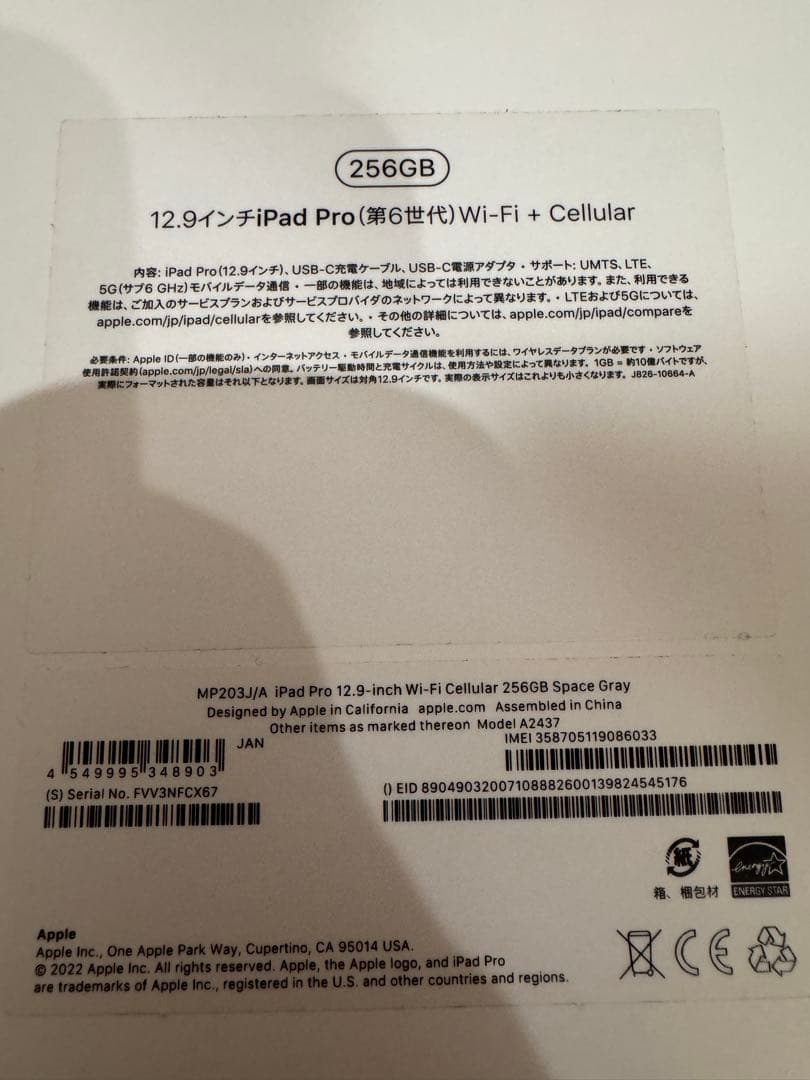 256GB
12.9インチiPad Pro(第6世代)Wi-Fi + Cellular
内容: iPad Pro(12.9インチ)、USB-C充電ケーブル、USB-C電源アダプタ・サポート: UMTS、LTE、
5G(サブ6 GHz)モバイルデータ通信・一部の機能は、地域によっては利用できないことがあります。また、利用できる
機能は、ご加入のサービスプランおよびサービスプロバイダのネットワークによって異なります。・LTEおよび5Gについては、
apple.com/jp/ipad/cellularを参照してください。・その他の詳細については、apple.com/jp/ipad/compareを
参照してください。
必要条件: Apple ID(一部の機能のみ)・インターネットアクセス・モバイルデータ通信機能を利用するには、ワイヤレスデータプランが必要です・ソフトウェア
使用許諾契約(apple.com/jp/legal/sla)への同意。バッテリー駆動時間と充電サイクルは、使用方法や設定によって異なります。1GB = 約10億バイトですが、
実際にフォーマットされた容量はそれ以下となります。画面サイズは対角12.9インチです。実際の表示サイズはこれよりも小さくなります。J826-10664-A
MP203J/A iPad Pro 12.9-inch Wi-Fi Cellular 256GB Space Gray
Designed by Apple in California apple.com Assembled in China
Other items as marked thereon Model A2437
JAN
4 549995 348903
IMEI 358705119086033
(S) Serial No. FVV3NFCX67
() EID 89049032007108882600139824545176
紙
箱、梱包材
energy
ENERGY STAR
Apple
Apple Inc., One Apple Park Way, Cupertino, CA 95014 USA.
© 2022 Apple Inc. All rights reserved. Apple, the Apple logo, and iPad Pro
are trademarks of Apple Inc., registered in the U.S. and other countries and regions.